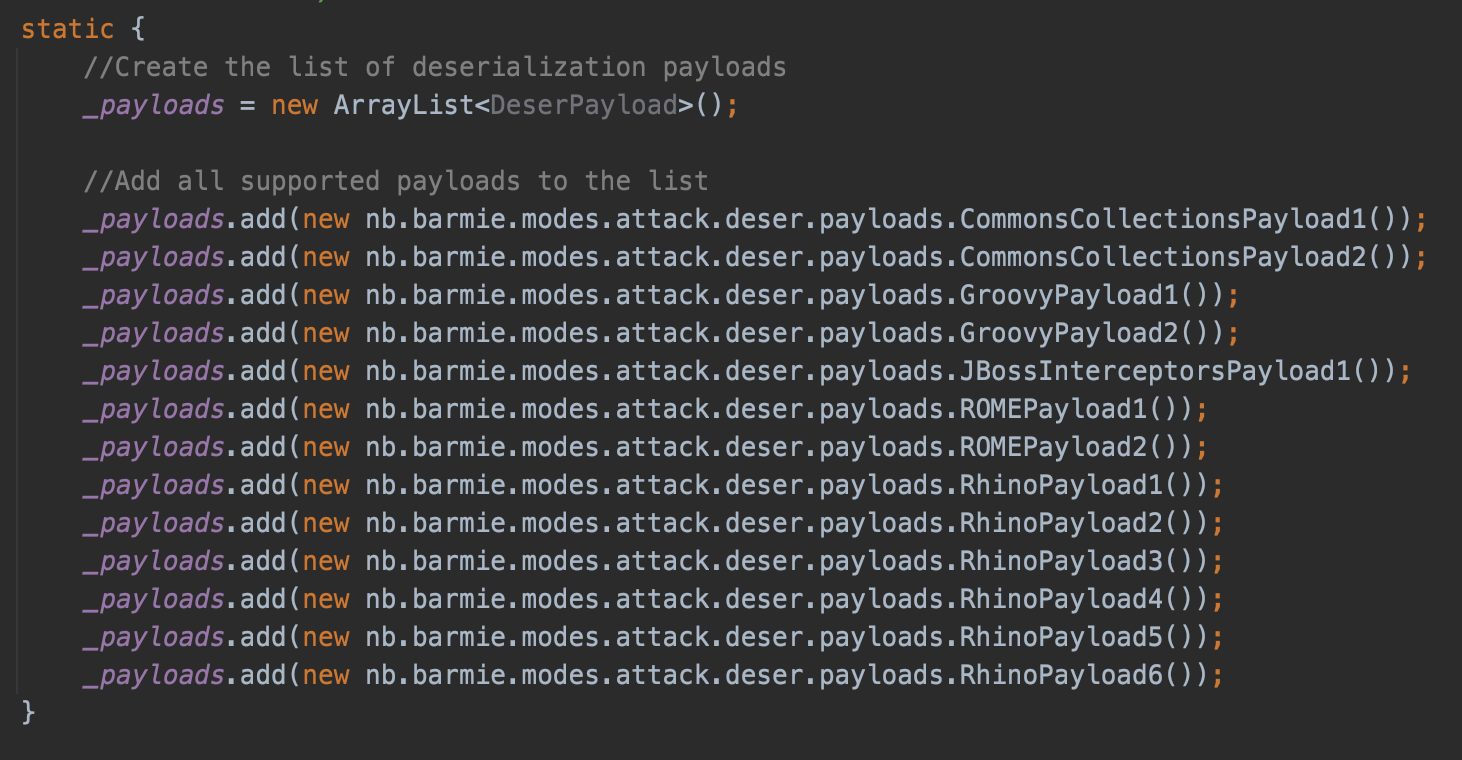 static {
//Create the list of deserialization payloads
_payloads = new ArrayList<DeserPayload>();
//Add all supported payloads to the list
_payloads.add(new nb.barmie.modes.attack.deser.payloads.CommonsCollectionsPayload1());
_payloads.add(new nb.barmie.modes.attack.deser.payloads.CommonsCollectionsPayload2());
_payloads.add(new nb.barmie.modes.attack.deser.payloads.GroovyPayload1());
_payloads.add(new nb.barmie.modes.attack.deser.payloads.GroovyPayload2());
_payloads.add(new nb.barmie.modes.attack.deser.payloads.JBossInterceptorsPayload1());
_payloads.add(new nb.barmie.modes.attack.deser.payloads.ROMEPayload1());
_payloads.add(new nb.barmie.modes.attack.deser.payloads.ROMEPayload2());
_payloads.add(new nb.barmie.modes.attack.deser.payloads.RhinoPayload1());
_payloads.add(new nb.barmie.modes.attack.deser.payloads.RhinoPayload2());
_payloads.add(new nb.barmie.modes.attack.deser.payloads.RhinoPayload3());
_payloads.add(new nb.barmie.modes.attack.deser.payloads.RhinoPayload4());
_payloads.add(new nb.barmie.modes.attack.deser.payloads.RhinoPayload5());
_payloads.add(new nb.barmie.modes.attack.deser.payloads.RhinoPayload6());
}